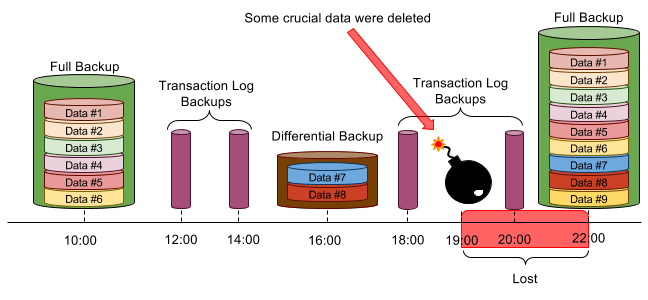 Some crucial data were deleted
Full Backup
Full Backup
Transaction Log
Backups
Transaction Log
Backups
Differential Backup
Data #1
Data #2
Data #3
Data #4
Data #5
Data #6
Data #7
Data #8
Data #1
Data #2
Data #3
Data #4
Data #5
Data #6
Data #7
Data #8
Data #9
10:00
12:00
14:00
16:00
18:00
19:00
20:00
22:00
Lost